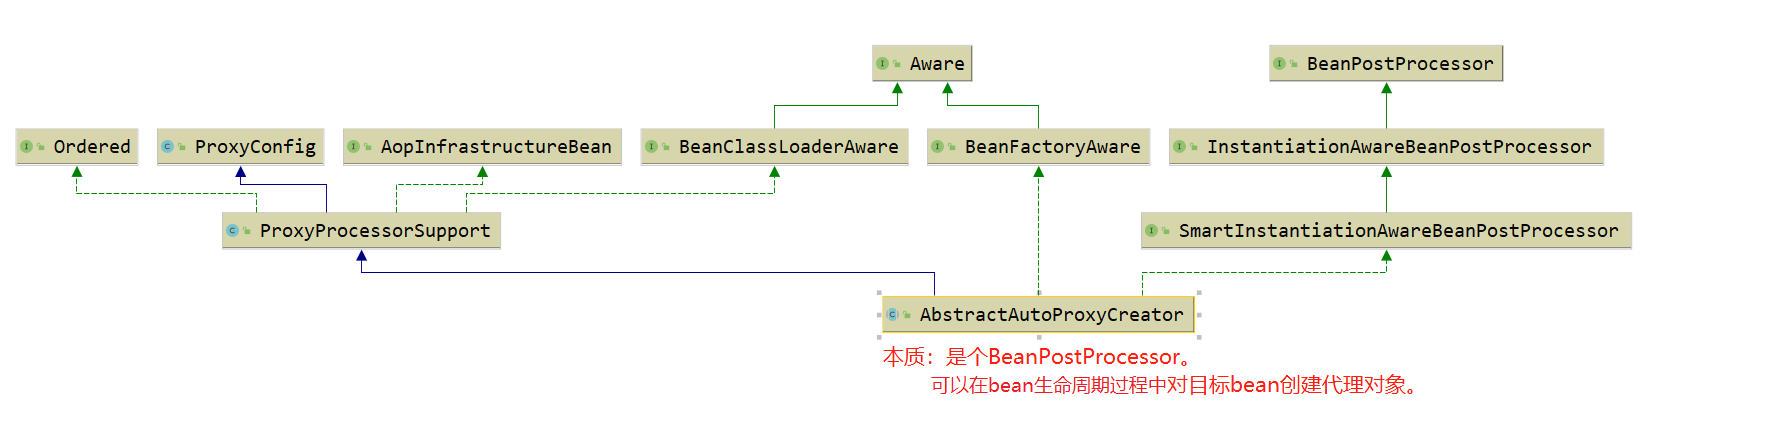 Aware
BeanPostProcessor
Ordered
ProxyConfig
AopInfrastructureBean
BeanClassLoaderAware
BeanFactoryAware
InstantiationAwareBeanPostProcessor
ProxyProcessorSupport
SmartInstantiationAwareBeanPostProcessor
AbstractAutoProxyCreator
本质：是个BeanPostProcessor。
可以在bean生命周期过程中对目标bean创建代理对象。